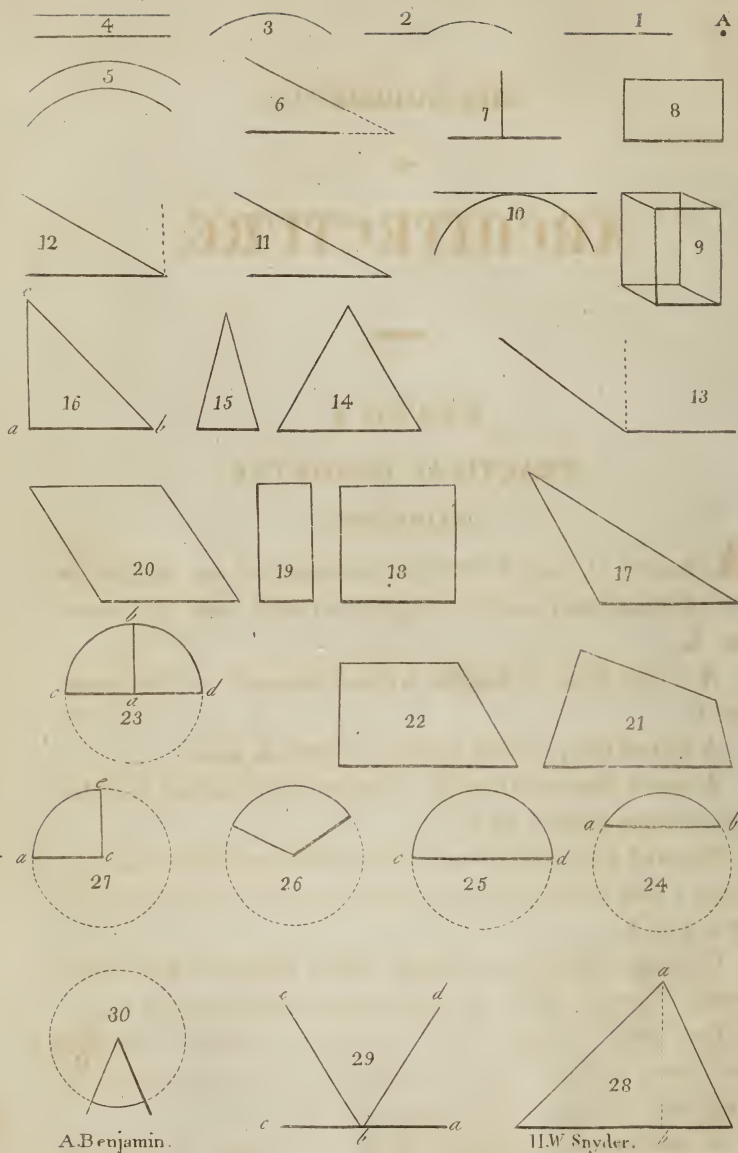 4 3 2 1 A
5 6 7 8
12 11 10 9
c
16 15 14 13
a b
20 19 18 17
b
c a d
23 22 21
e
a c c d a b
27 26 25 24
c d a
30 29 28
c b a b
A.Benjamin. H.W Snyder.